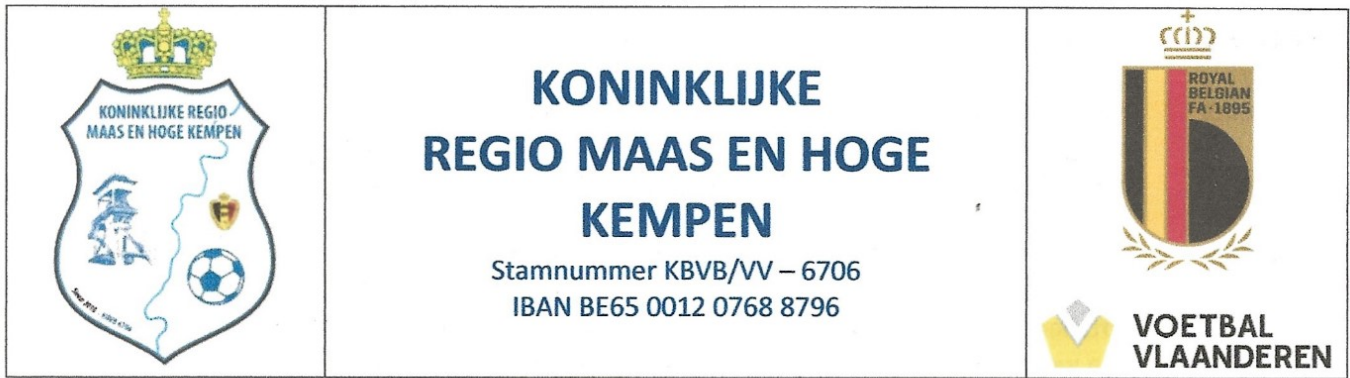 KONINKLIJKE REGIO
MAAS EN HOGE KEMPEN
KONINKLIJKE
REGIO MAAS EN HOGE
KEMPEN
Stamnummer KBVB/VV – 6706
IBAN BE65 0012 0768 8796
ROYAL
BELGIAN
FA-1895
VOETBAL
VLAANDEREN